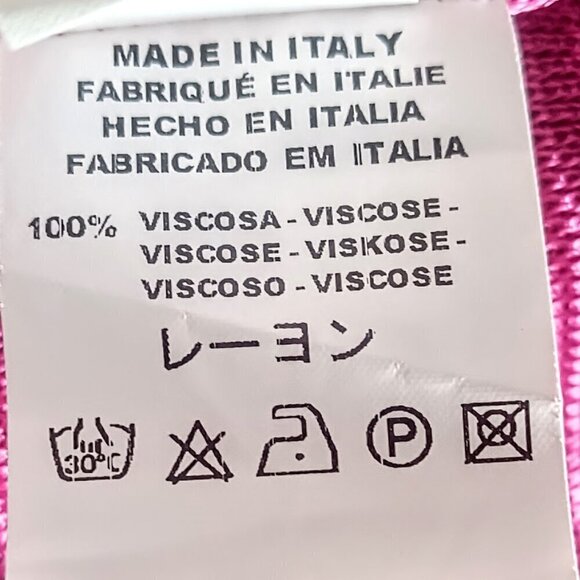 MADE IN ITALY
FABRIQUÉ EN ITALIE
HECHO EN ITALIA
FABRICADO EM ITALIA
100% VISCOSA - VISCOSE -
VISCOSE - VISKOSE -
VISCOSO - VISCOSE
レーヨン
30°C P